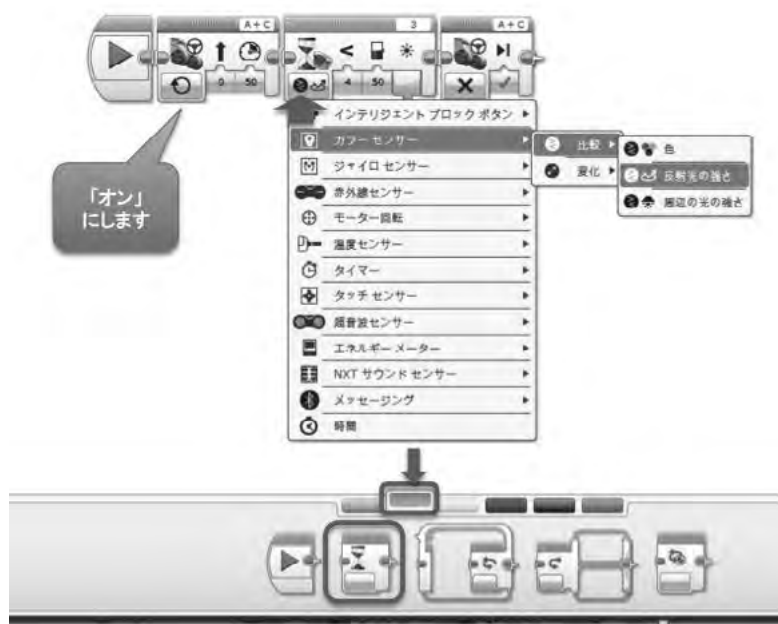 A+C
3
A+C
0 50
4 50
インテリジェント ブロック ボタン
カラー センサー
比較
色
「オン」
にします
ジャイロ センサー
変化
反射光の強さ
赤外線センサー
周辺の光の強さ
モーター回転
温度センサー
タイマー
タッチ センサー
超音波センサー
エネルギー メーター
NXT サウンド センサー
メッセージング
時間